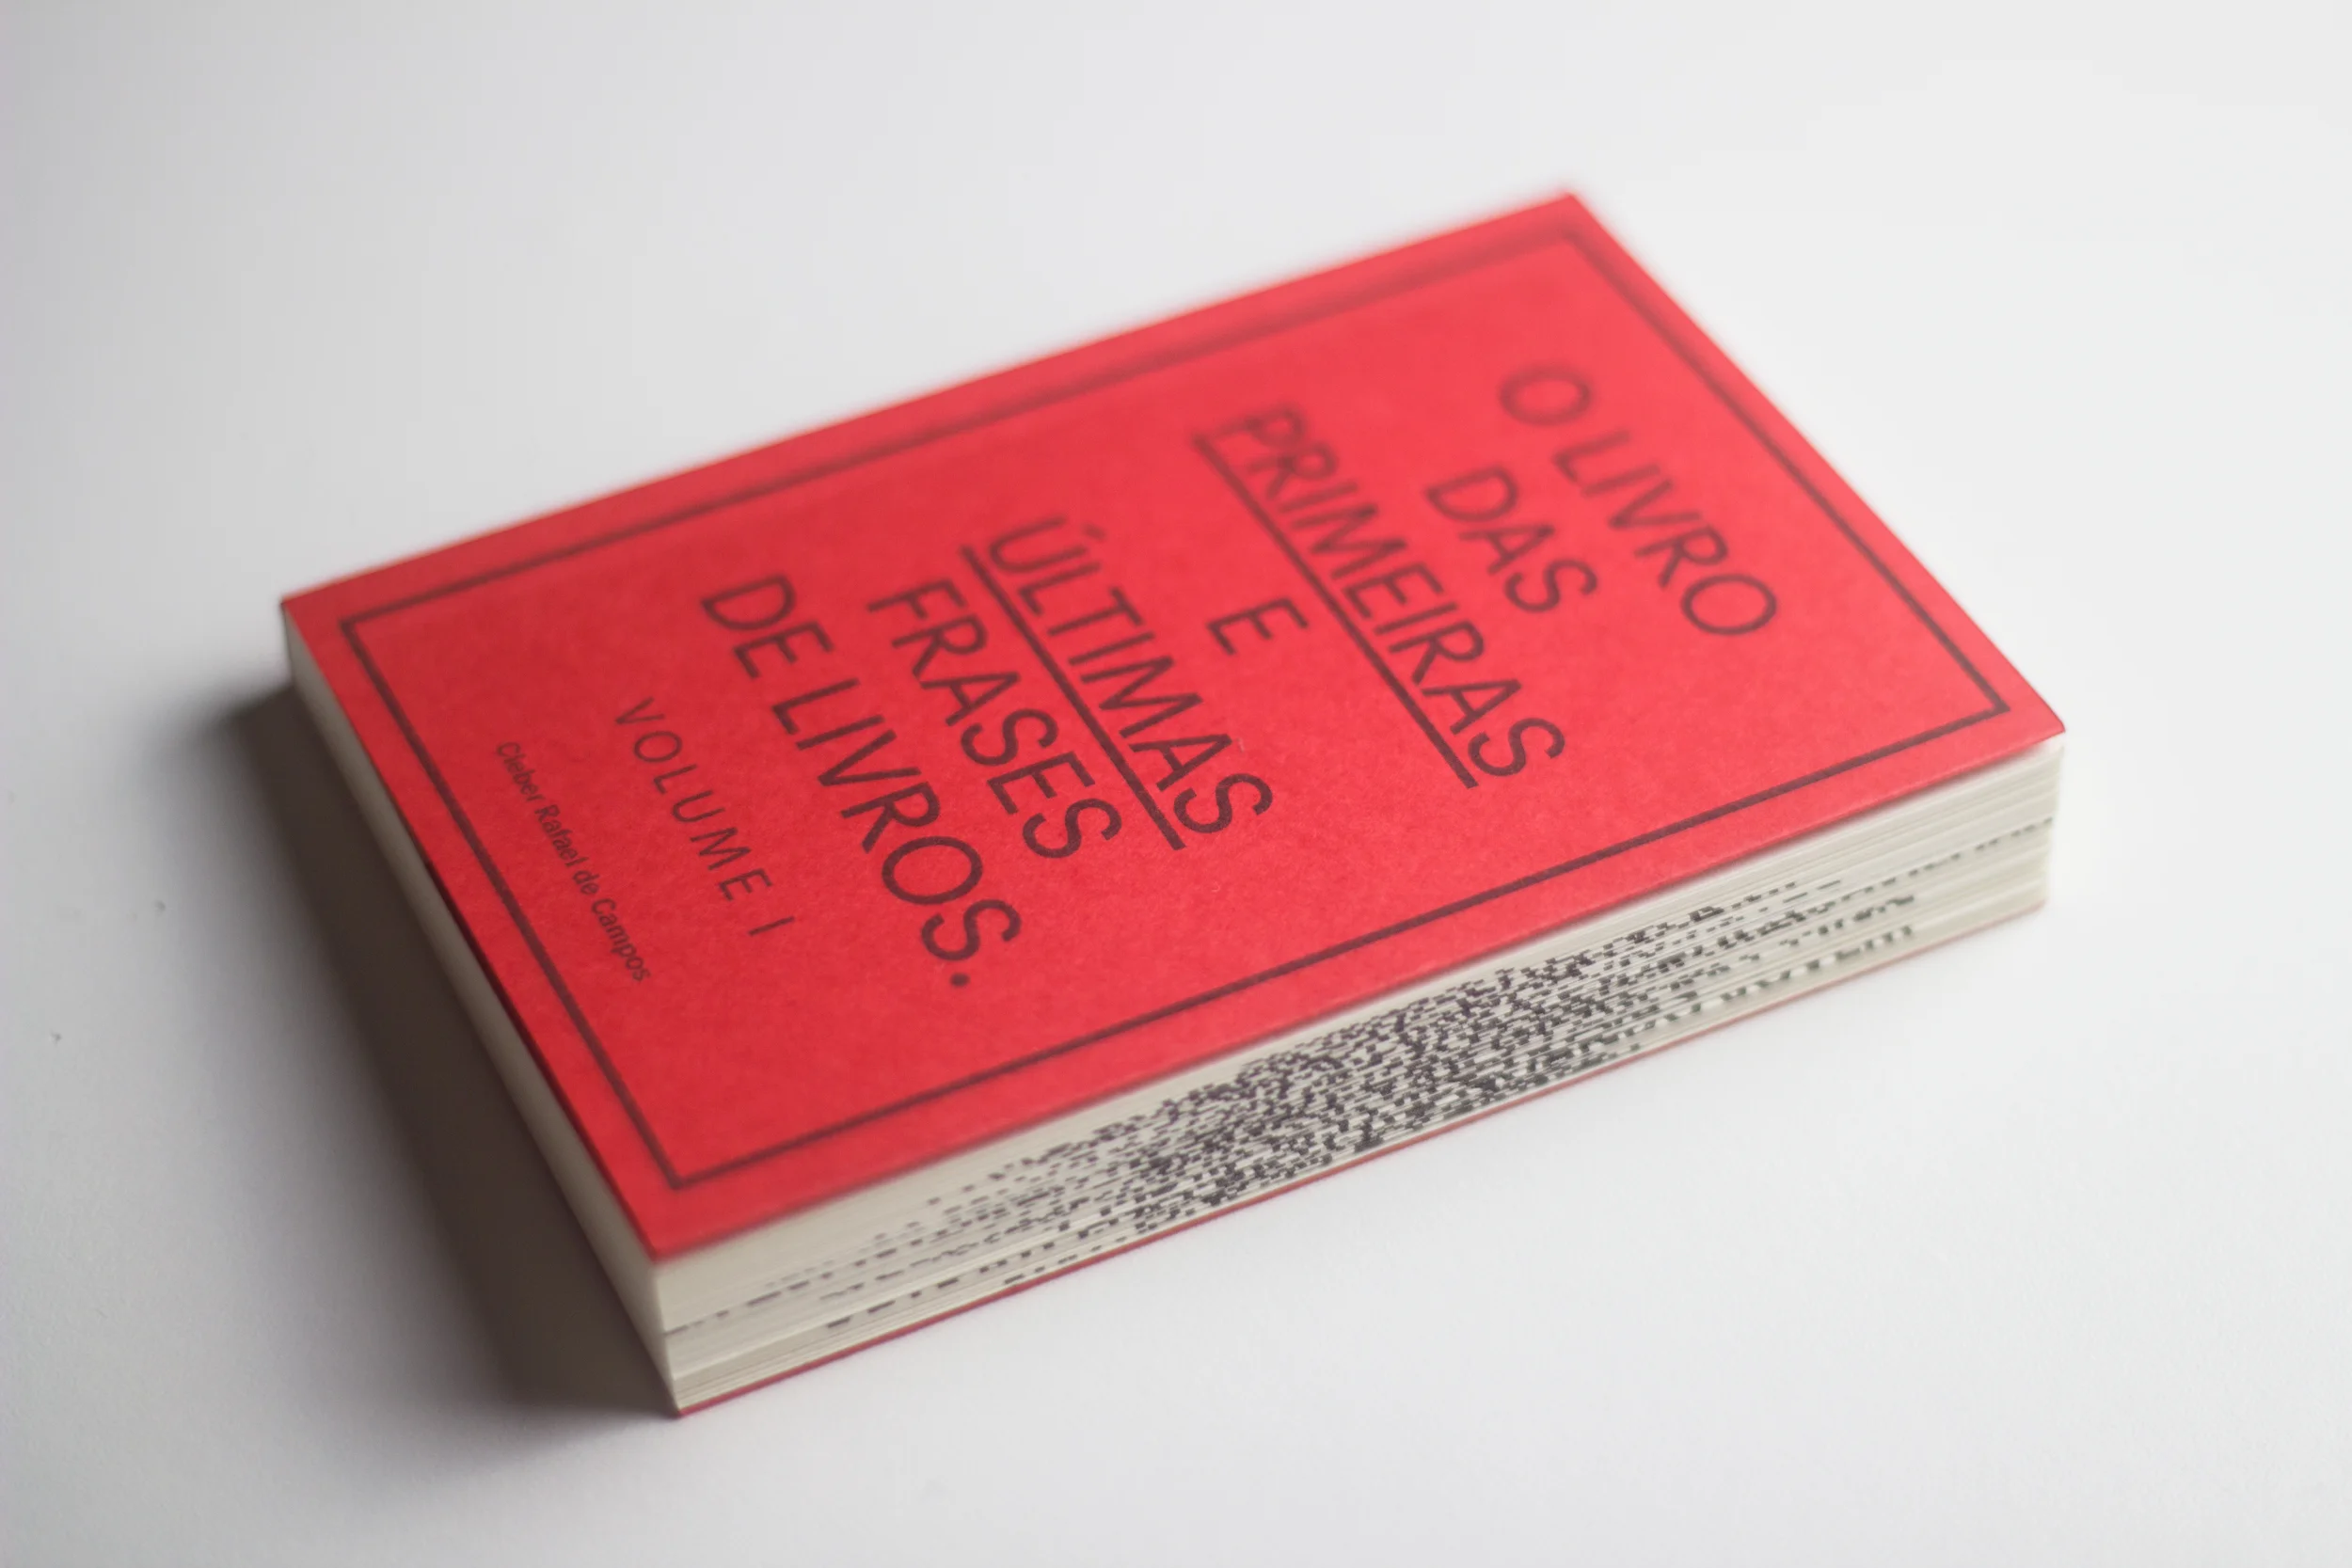 O LIVRO
DAS
PRIMEIRAS
E
ÚLTIMAS
FRASES
DE LIVROS.
VOLUME I
Cleber Rafael de Campos